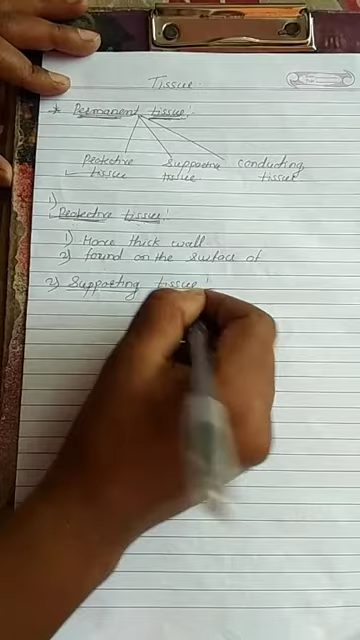 Tissue.
* Permanent tissue:
Protective Supportive conducting
tissue tissue tissue
1)
Protective tissue:
1) Have thick wall
2) found on the surface of
2) Supporting tissue: